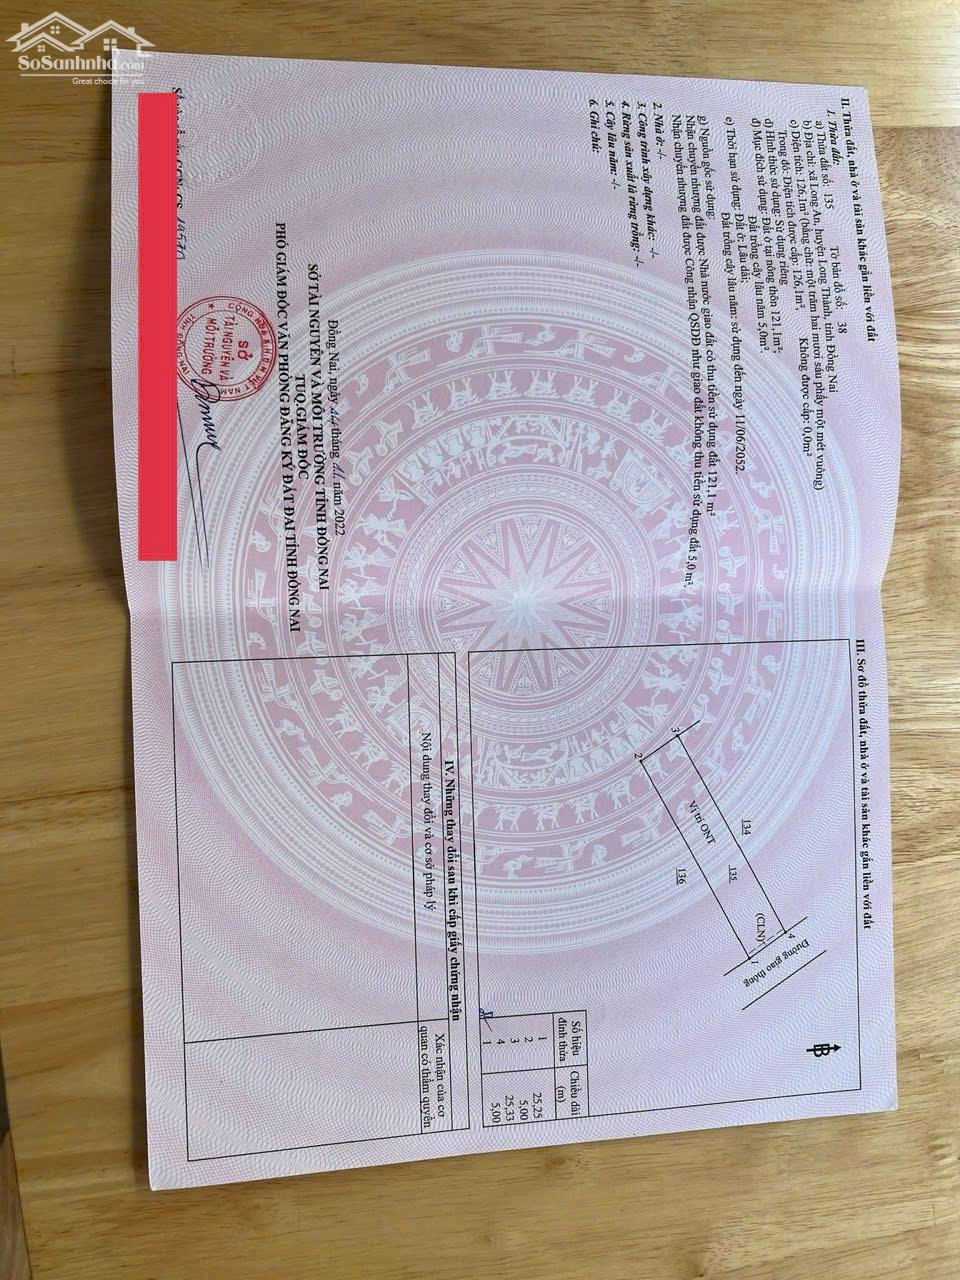 SoSanhnha.com
Great choice for you
II. Thửa đất, nhà ở và tài sản khác gắn liền với đất
1. Thửa đất:
a) Thửa đất số: 135 Tờ bản đồ số: 38
b) Địa chỉ: xã Long An, huyện Long Thành, tỉnh Đồng Nai
c) Diện tích: 126,1m² (bằng chữ: một trăm hai mươi sáu phẩy một mét vuông)
Trong đó: Diện tích được cấp: 126,1m², Không được cấp: 0,0m²
d) Hình thức sử dụng: Sử dụng riêng
đ) Mục đích sử dụng: Đất ở tại nông thôn 121,1m²;
Đất trồng cây lâu năm 5,0m².
e) Thời hạn sử dụng: Đất ở: Lâu dài;
Đất trồng cây lâu năm: sử dụng đến ngày 11/06/2052.
g) Nguồn gốc sử dụng:
Nhận chuyển nhượng đất được Nhà nước giao đất có thu tiền sử dụng đất 121,1 m²
Nhận chuyển nhượng đất được Công nhận QSDĐ như giao đất không thu tiền sử dụng đất 5,0 m².
2. Nhà ở: -/-
3. Công trình xây dựng khác: -/-
4. Rừng sản xuất là rừng trồng: -/-
5. Cây lâu năm: -/-
6. Ghi chú:
Đồng Nai, ngày tháng 11 năm 2022
SỞ TÀI NGUYÊN VÀ MÔI TRƯỜNG TỈNH ĐỒNG NAI
TUQ.GIÁM ĐỐC
PHÓ GIÁM ĐỐC VĂN PHÒNG ĐĂNG KÝ ĐẤT ĐAI TỈNH ĐỒNG NAI
CỘNG HÒA X.H.C.N VIỆT NAM
SỞ
TÀI NGUYÊN VÀ
MÔI TRƯỜNG
TỈNH ĐỒNG NAI
III. Sơ đồ thửa đất, nhà ở và tài sản khác gắn liền với đất
B
3
2
134
Vị trí ONT
135
136
(CLN)
4
1
Đường giao thông
Số hiệu đỉnh thửa Chiều dài (m)
1
25,25
2
5,00
3
25,33
4
5,00
1
IV. Những thay đổi sau khi cấp giấy chứng nhận
Nội dung thay đổi và cơ sở pháp lý
Xác nhận của cơ
quan có thẩm quyền